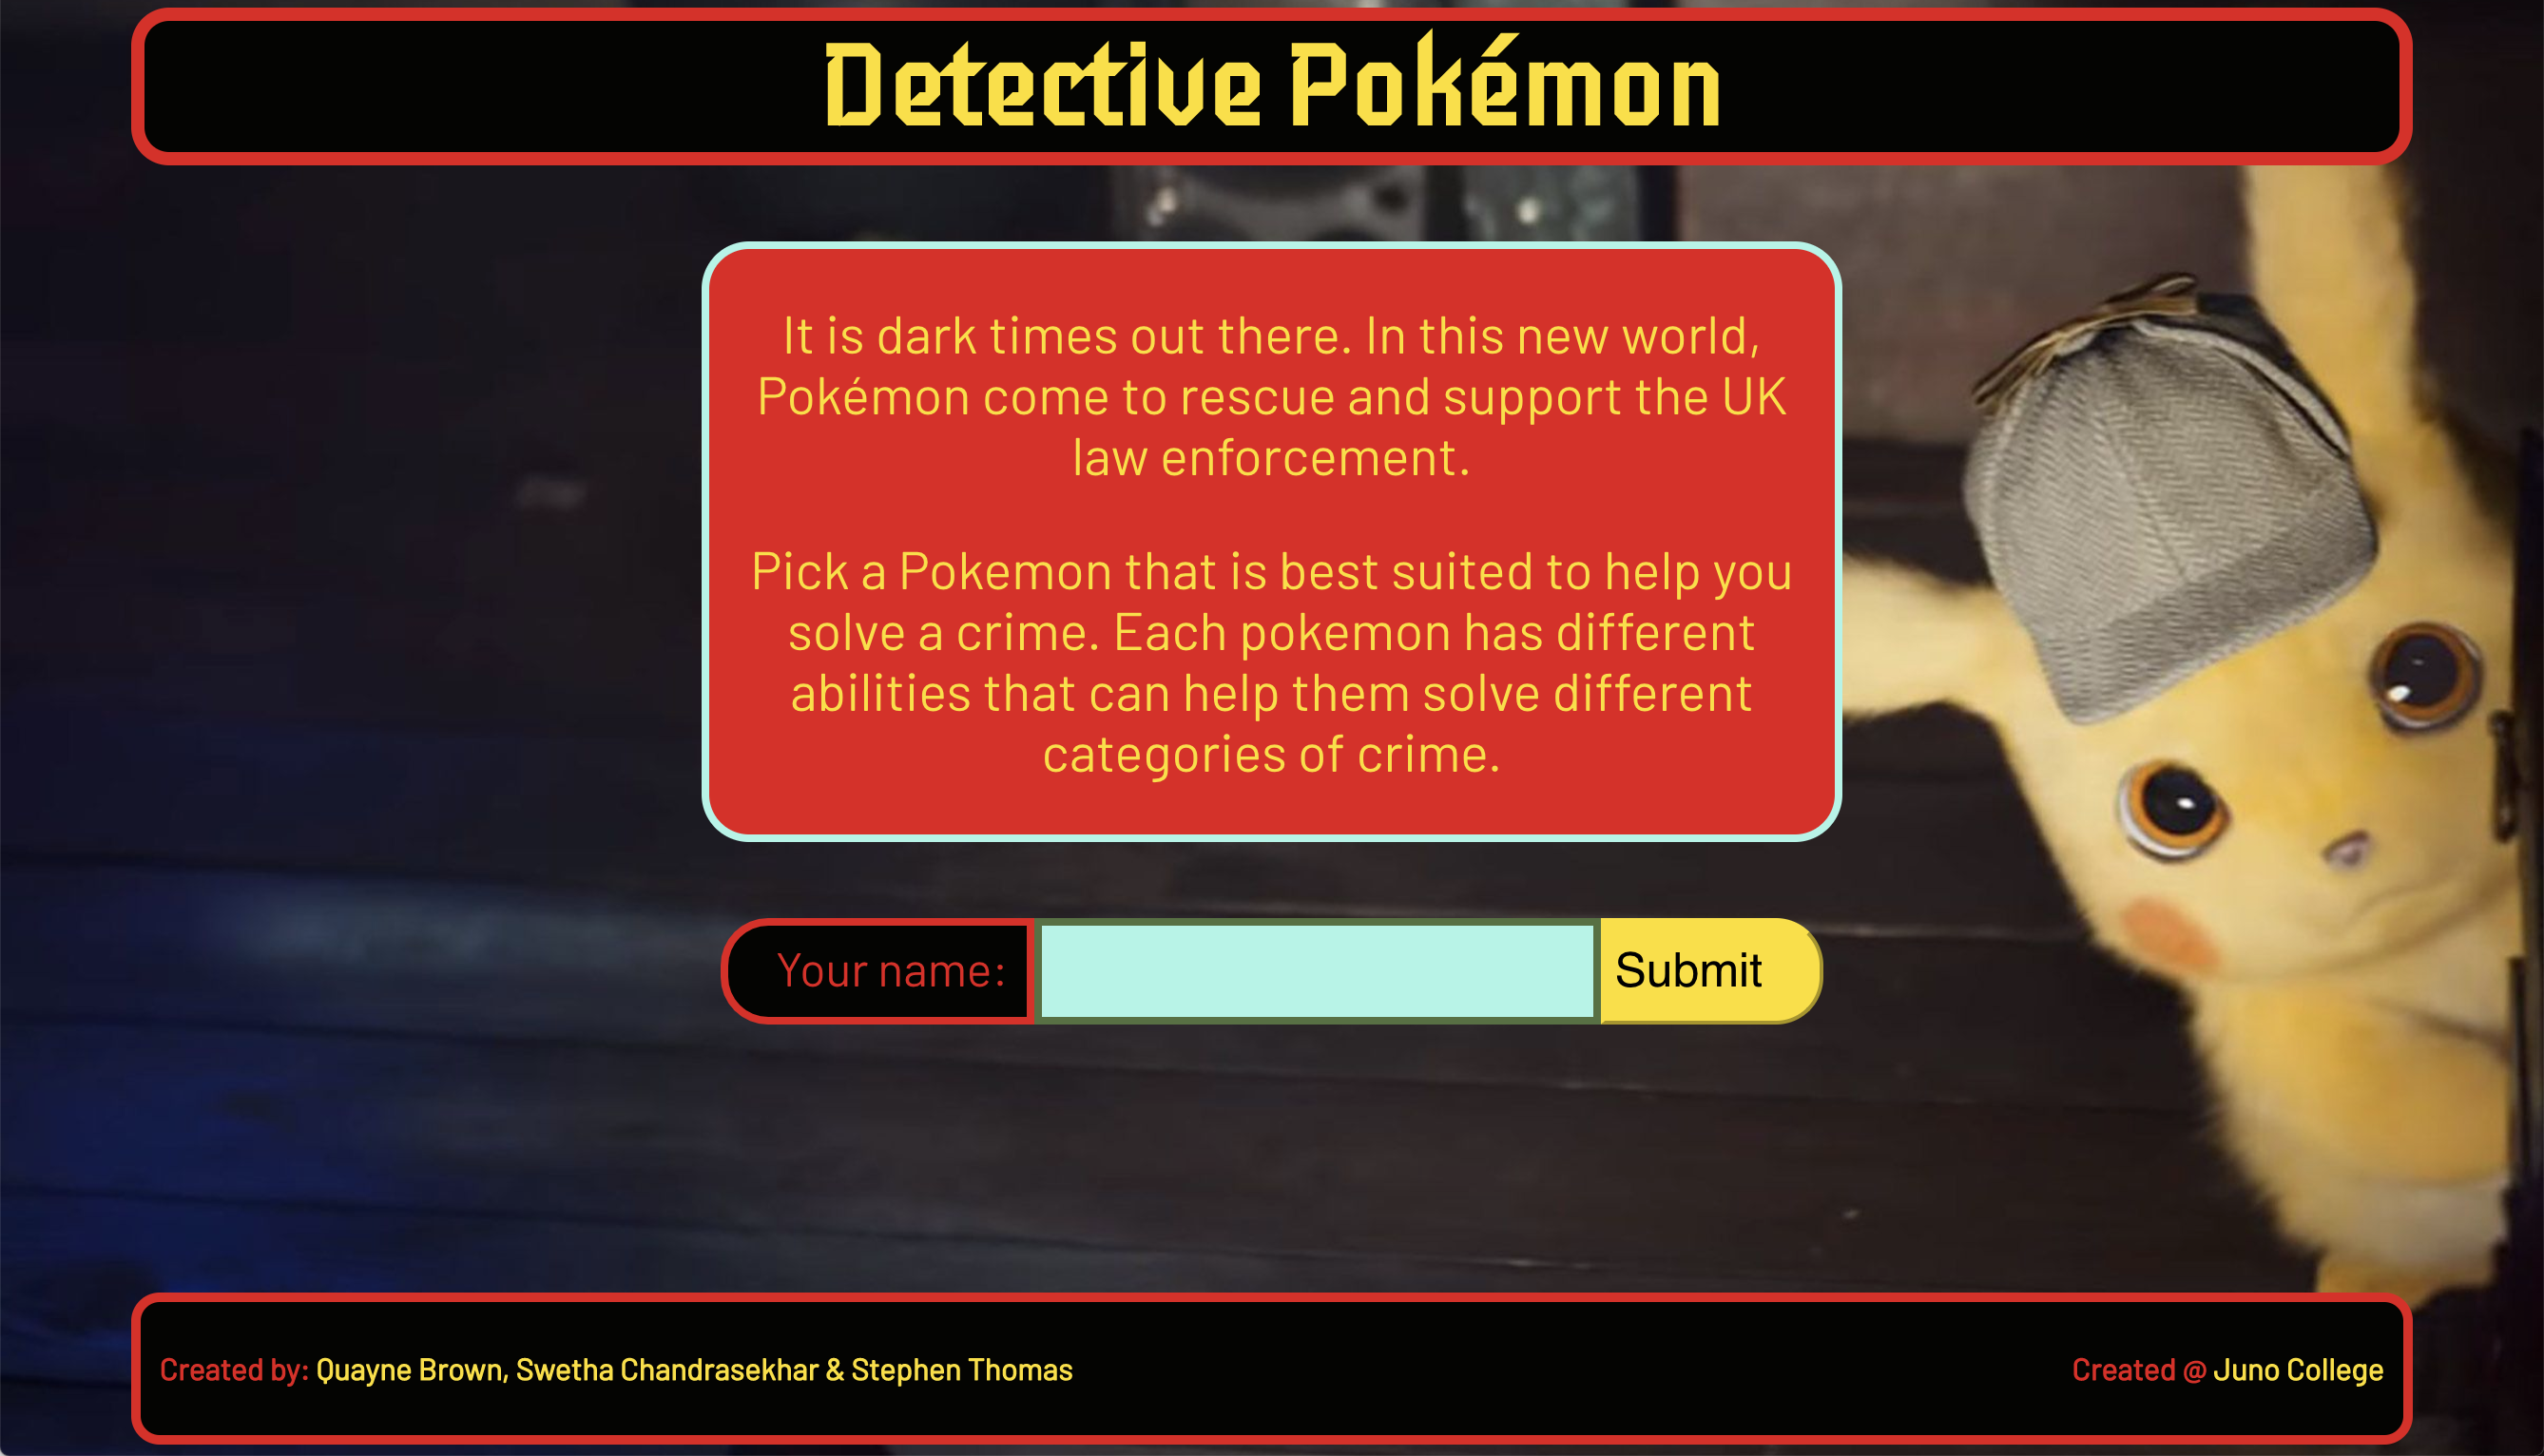 Detective Pokémon
It is dark times out there. In this new world,
Pokémon come to rescue and support the UK
law enforcement.
Pick a Pokemon that is best suited to help you
solve a crime. Each pokemon has different
abilities that can help them solve different
categories of crime.
Your name: Submit
Created by: Quayne Brown, Swetha Chandrasekhar & Stephen Thomas
Created @ Juno College